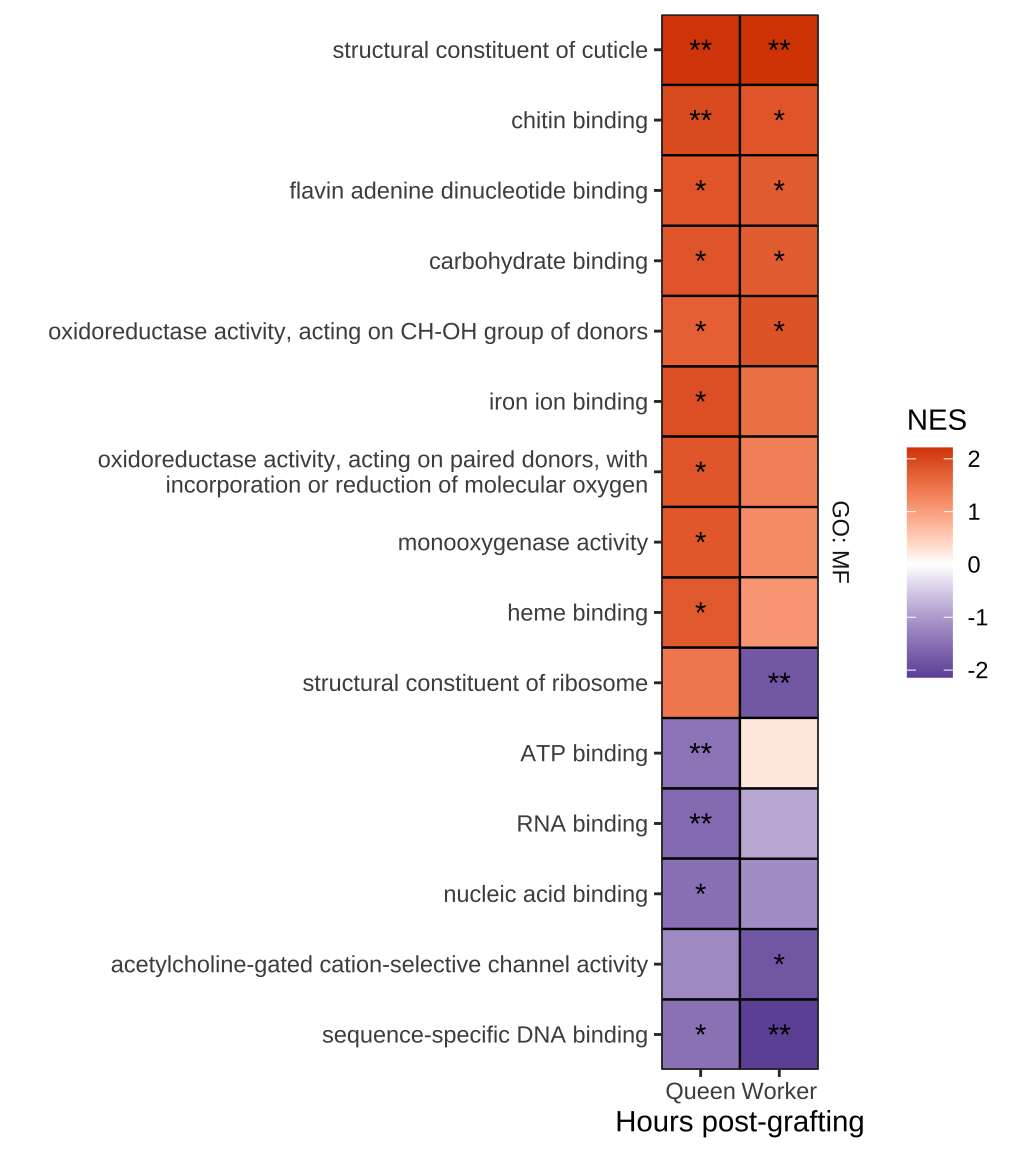 structural constituent of cuticle ** **
chitin binding ** *
flavin adenine dinucleotide binding * *
carbohydrate binding * *
oxidoreductase activity, acting on CH-OH group of donors * *
iron ion binding *
oxidoreductase activity, acting on paired donors, with
incorporation or reduction of molecular oxygen *
monooxygenase activity *
heme binding *
structural constituent of ribosome **
ATP binding **
RNA binding **
nucleic acid binding *
acetylcholine-gated cation-selective channel activity *
sequence-specific DNA binding * **
Queen Worker
Hours post-grafting
GO: MF
NES
2
1
0
-1
-2